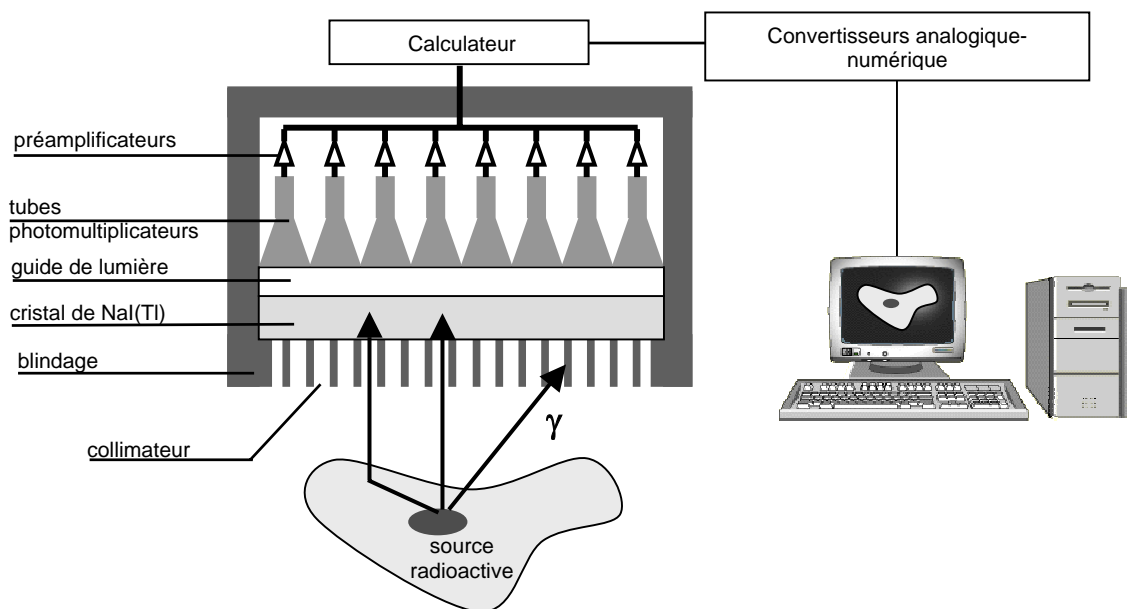 Calculateur
Convertisseurs analogique-
numérique
préamplificateurs
tubes
photomultiplicateurs
guide de lumière
cristal de NaI(Tl)
blindage
γ
collimateur
source
radioactive